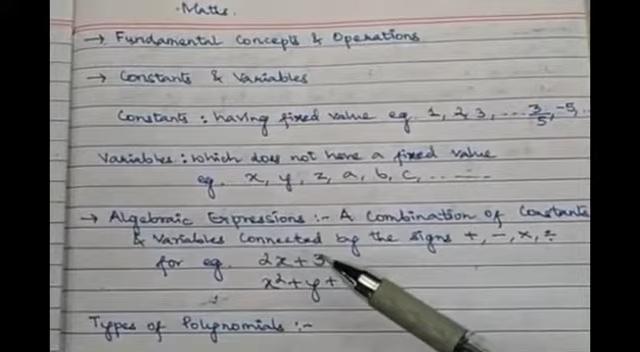 Maths.
→ Fundamental Concepts & Operations
→ Constants & Variables
Constants : having fixed value eg. 1, 2, 3, ... 3/5, -5, ..
Variables : which does not have a fixed value
eg. x, y, z, a, b, c, ........
→ Algebraic Expressions :- A Combination of Constants
& Variables Connected by the signs +, -, x, ÷
for eg. 2x + 3
x² + y +
Types of Polynomials :-